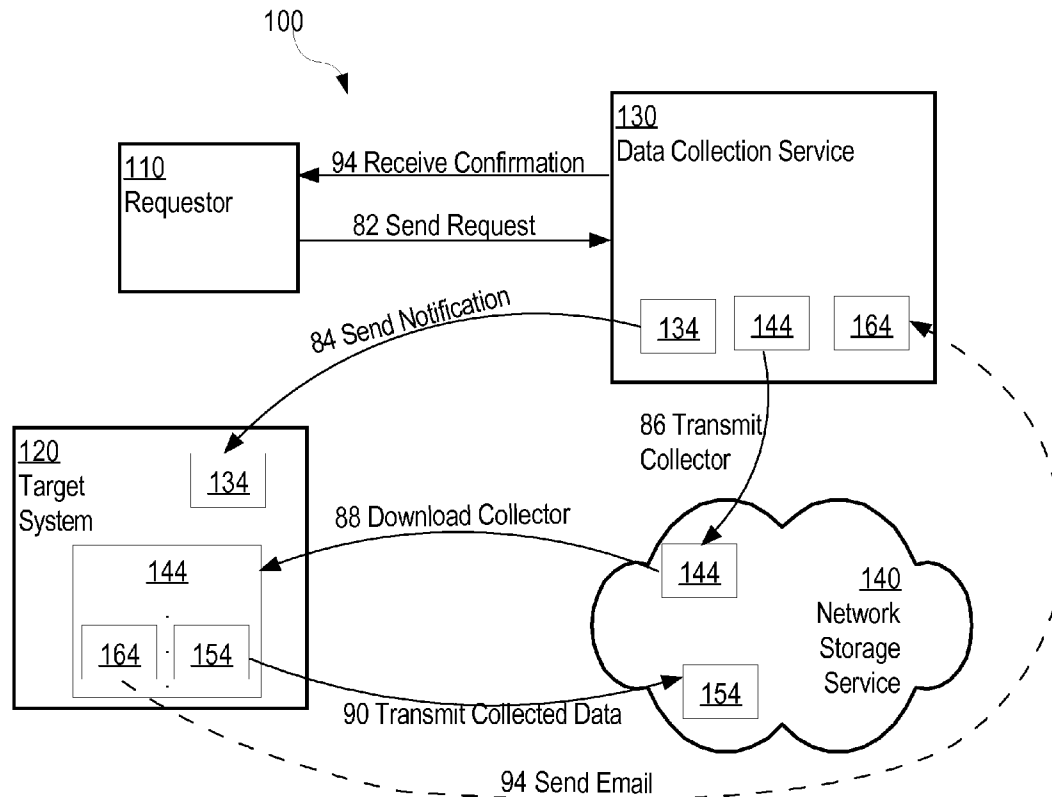 100
130
Data Collection Service
110
Requestor
94 Receive Confirmation
82 Send Request
84 Send Notification
134
144
164
86 Transmit
Collector
120
Target
System
134
88 Download Collector
144
144
140
Network
Storage
Service
164
154
154
90 Transmit Collected Data
94 Send Email